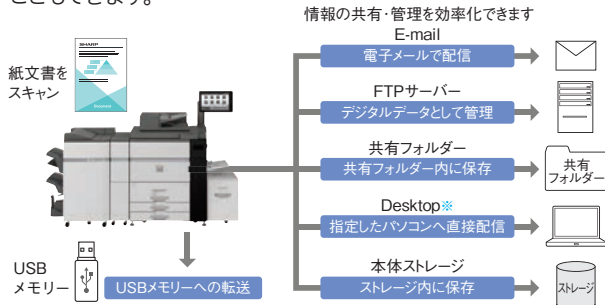 こともできます。
情報の共有・管理を効率化できます
E-mail
電子メールで配信
紙文書を
スキャン
SHARP
Document
FTPサーバー
デジタルデータとして管理
共有フォルダー
共有フォルダー内に保存
共有
フォルダー
Desktop※
指定したパソコンへ直接配信
USB
メモリー
USBメモリーへの転送
本体ストレージ
ストレージ内に保存
ストレージ